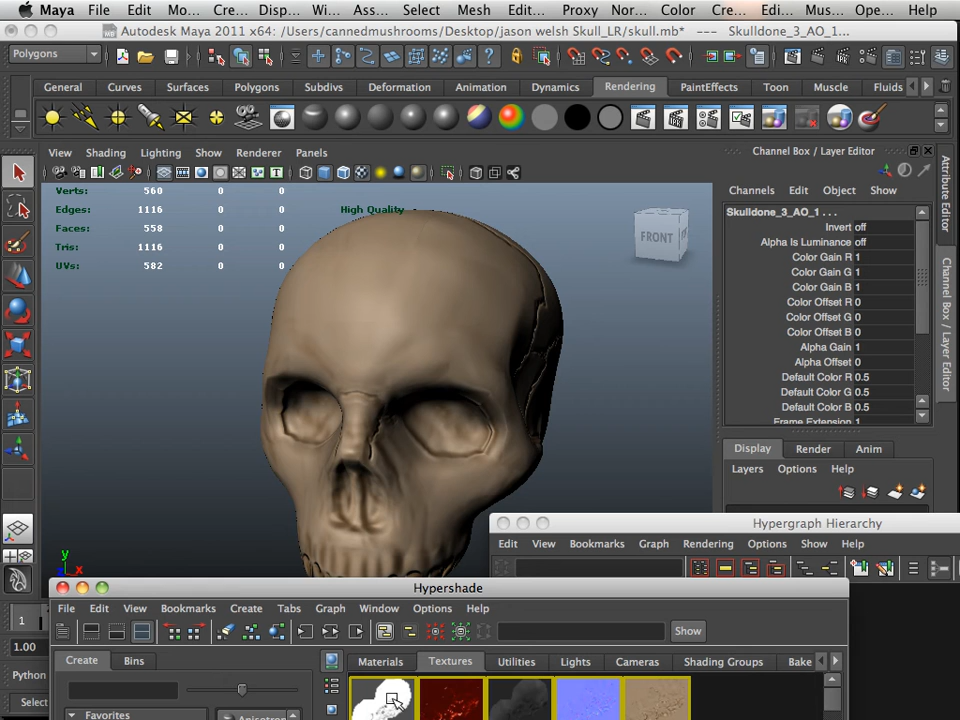 Maya File Edit Mo... Cre... Disp... Wi... Ass... Select Mesh Edit... Proxy Nor... Color Cre... Edi... Mus... Ope... Help
Autodesk Maya 2011 x64: /Users/cannedmushrooms/Desktop/jason welsh Skull_LR/skull.mb* --- Skulldone_3_AO_1...
Polygons
General Curves Surfaces Polygons Subdivs Deformation Animation Dynamics Rendering PaintEffects Toon Muscle Fluids
View Shading Lighting Show Renderer Panels
Channel Box / Layer Editor
Verts: 560 0 0
Edges: 1116 0 0
Faces: 558 0 0
Tris: 1116 0 0
UVs: 582 0 0
High Quality
FRONT
y
x
Channels Edit Object Show
Skulldone_3_AO_1 . . .
Invert off
Alpha Is Luminance off
Color Gain R 1
Color Gain G 1
Color Gain B 1
Color Offset R 0
Color Offset G 0
Color Offset B 0
Alpha Gain 1
Alpha Offset 0
Default Color R 0.5
Default Color G 0.5
Default Color B 0.5
Frame Extension 1
Attribute Editor
Channel Box / Layer Editor
Display Render Anim
Layers Options Help
Hypergraph Hierarchy
Edit View Bookmarks Graph Rendering Options Show Help
1
1.00
Python
Select
Hypershade
File Edit View Bookmarks Create Tabs Graph Window Options Help
Show
Create Bins
Materials Textures Utilities Lights Cameras Shading Groups Bake
Favorites
Anisotrop